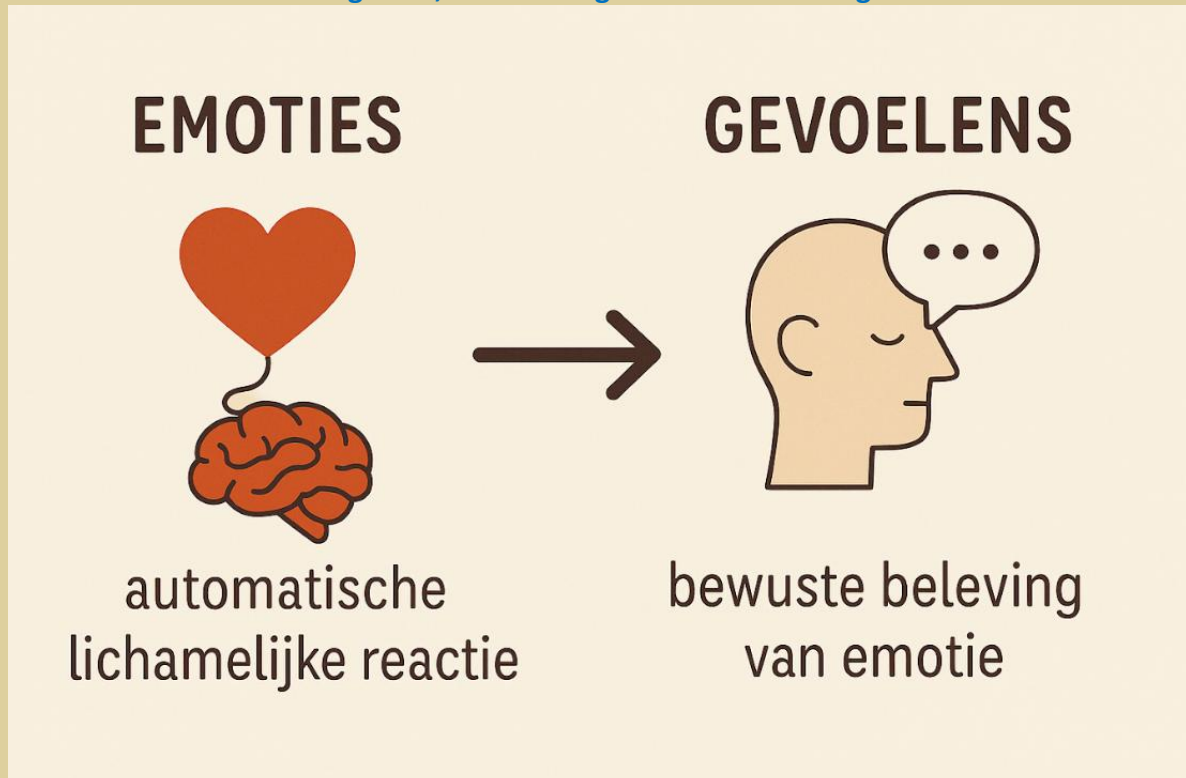 EMOTIES
GEVOELENS
automatische
lichamelijke reactie
bewuste beleving
van emotie